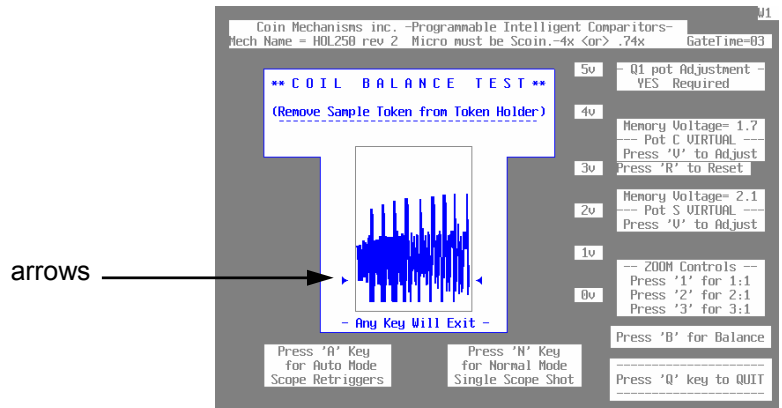 W1
Coin Mechanisms inc. -Programmable Intelligent Comparitors-
Mech Name = HOL250 rev 2 Micro must be Scoin.-4x <or> .74x GateTime=03
** C O I L B A L A N C E T E S T **
(Remove Sample Token from Token Holder)
- Any Key Will Exit -
arrows
Press 'A' Key
for Auto Mode
Scope Retriggers
Press 'N' Key
for Normal Mode
Single Scope Shot
5v
4v
3v
2v
1v
0v
- Q1 pot Adjustment -
YES Required
Memory Voltage= 1.7
--- Pot C VIRTUAL ---
Press 'V' to Adjust
Press 'R' to Reset
Memory Voltage= 2.1
--- Pot S VIRTUAL ---
Press 'V' to Adjust
-- ZOOM Controls --
Press '1' for 1:1
Press '2' for 2:1
Press '3' for 3:1
Press 'B' for Balance
Press 'Q' key to QUIT